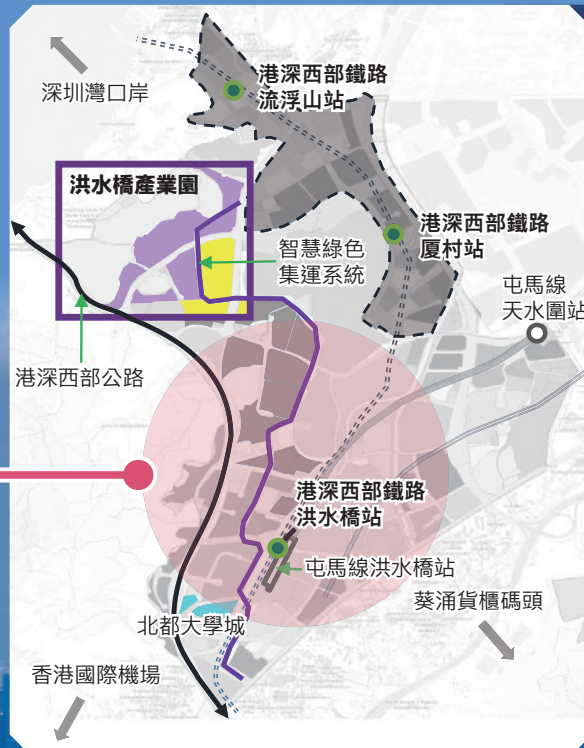 港深西部鐵路
流浮山站
深圳灣口岸
洪水橋產業園
港深西部鐵路
厦村站
智慧綠色
集運系統
屯馬線
天水圍站
港深西部公路
港深西部鐵路
洪水橋站
屯馬線洪水橋站
葵涌貨櫃碼頭
北都大學城
香港國際機場